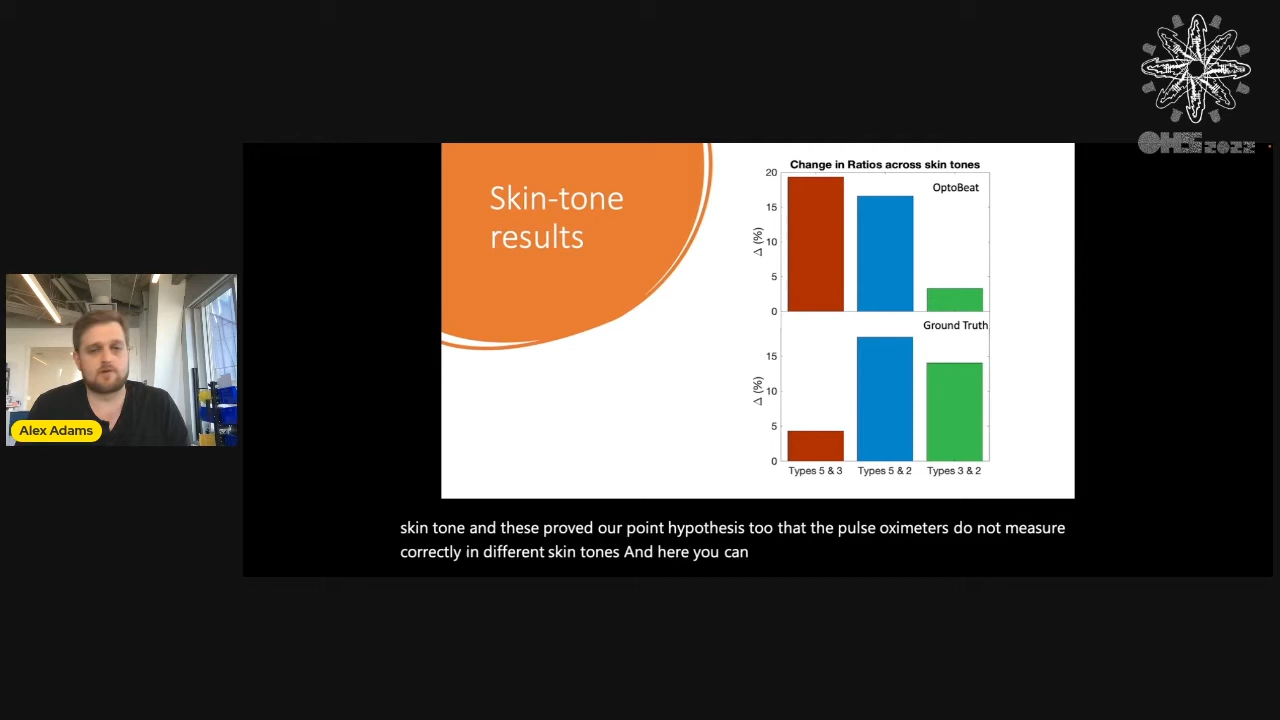 OHS2022
Skin-tone
results
Change in Ratios across skin tones
OptoBeat
Δ (%)
20
15
10
5
0
Ground Truth
Δ (%)
15
10
5
0
Types 5 & 3 Types 5 & 2 Types 3 & 2
Alex Adams
skin tone and these proved our point hypothesis too that the pulse oximeters do not measure
correctly in different skin tones And here you can